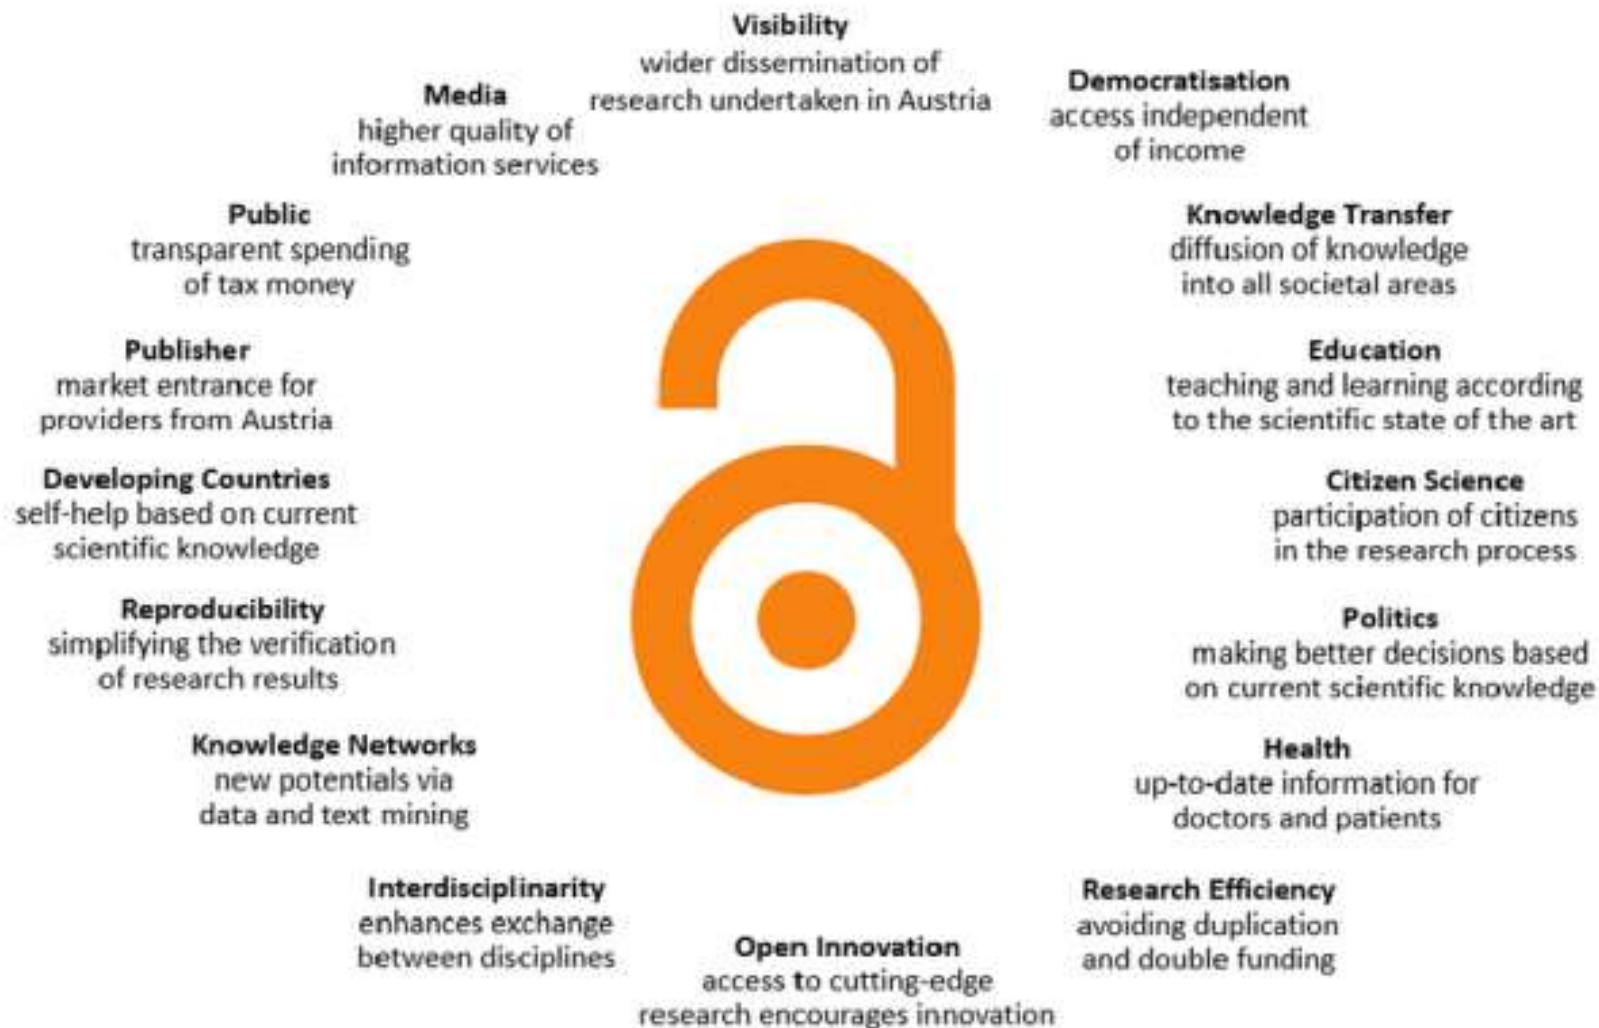 Visibility
wider dissemination of
research undertaken in Austria
Democratisation
access independent
of income
Knowledge Transfer
diffusion of knowledge
into all societal areas
Education
teaching and learning according
to the scientific state of the art
Citizen Science
participation of citizens
in the research process
Politics
making better decisions based
on current scientific knowledge
Health
up-to-date information for
doctors and patients
Research Efficiency
avoiding duplication
and double funding
Open Innovation
access to cutting-edge
research encourages innovation
Interdisciplinarity
enhances exchange
between disciplines
Knowledge Networks
new potentials via
data and text mining
Reproducibility
simplifying the verification
of research results
Developing Countries
self-help based on current
scientific knowledge
Publisher
market entrance for
providers from Austria
Public
transparent spending
of tax money
Media
higher quality of
information services